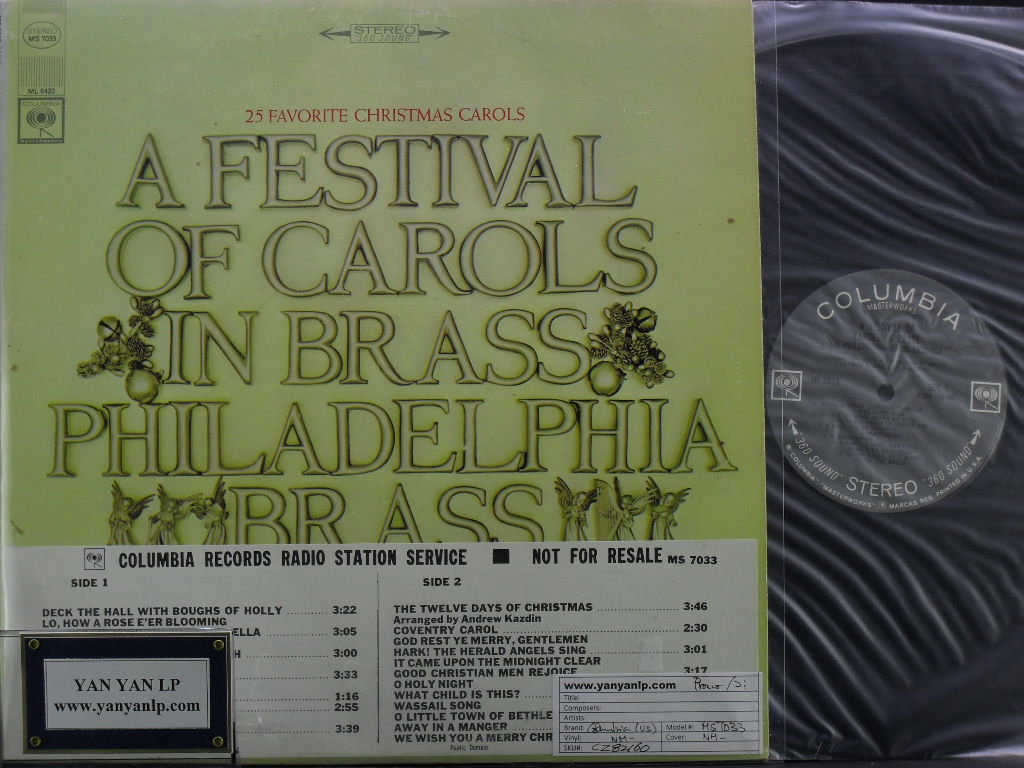 STEREO
MS 7033
ML 6433
COLUMBIA
MASTERWORKS
STEREO
"360 SOUND"
25 FAVORITE CHRISTMAS CAROLS
A FESTIVAL
OF CAROLS
IN BRASS
PHILADELPHIA
BRASS
COLUMBIA RECORDS RADIO STATION SERVICE ■ NOT FOR RESALE MS 7033
SIDE 1
DECK THE HALL WITH BOUGHS OF HOLLY 3:22
LO, HOW A ROSE E'ER BLOOMING
ELLA 3:05
H 3:00
3:33
1:16
2:55
3:39
SIDE 2
THE TWELVE DAYS OF CHRISTMAS 3:46
Arranged by Andrew Kazdin
COVENTRY CAROL 2:30
GOD REST YE MERRY, GENTLEMEN
HARK! THE HERALD ANGELS SING 3:01
IT CAME UPON THE MIDNIGHT CLEAR
GOOD CHRISTIAN MEN REJOICE 3:17
O HOLY NIGHT
WHAT CHILD IS THIS?
WASSAIL SONG
O LITTLE TOWN OF BETHLE
AWAY IN A MANGER
WE WISH YOU A MERRY CHR
Public Domain
YAN YAN LP
www.yanyanlp.com
www.yanyanlp.com Promo
Title:
Composers:
Artists:
Brand: Columbia (US) Model#: MS 7033
Vinyl: NM- Cover: NM-
SKU#: CZ82160
COLUMBIA
MASTERWORKS
A FESTIVAL OF
MS 7033
"360 SOUND" STEREO "360 SOUND"
"COLUMBIA", "MASTERWORKS", MARCAS REG. PRINTED IN U.S.A.